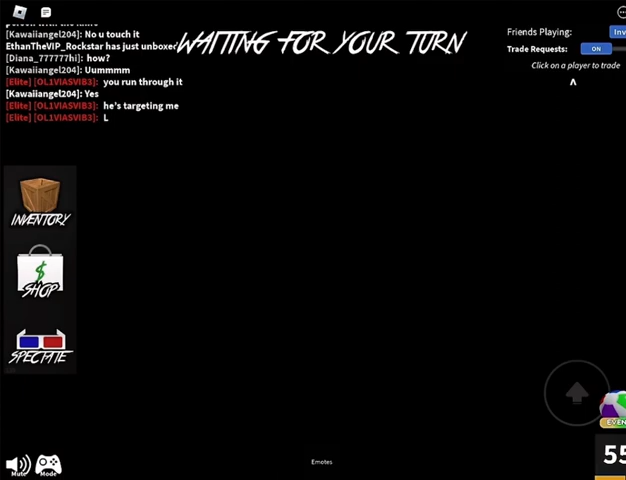 [Kawaiiangel204]: No u touch it
EthanTheVIP_Rockstar has just unboxed
[Diana_777777hi]: how?
[Kawaiiangel204]: Uummmm
[Elite] [OL1VIASVIB3]: you run through it
[Kawaiiangel204]: Yes
[Elite] [OL1VIASVIB3]: he's targeting me
[Elite] [OL1VIASVIB3]: L
WAITING FOR YOUR TURN
Friends Playing:
Inv
Trade Requests:
ON
Click on a player to trade
INVENTORY
$
SHOP
SPECTATE
EVEN
55
Mute
Mode
Emotes